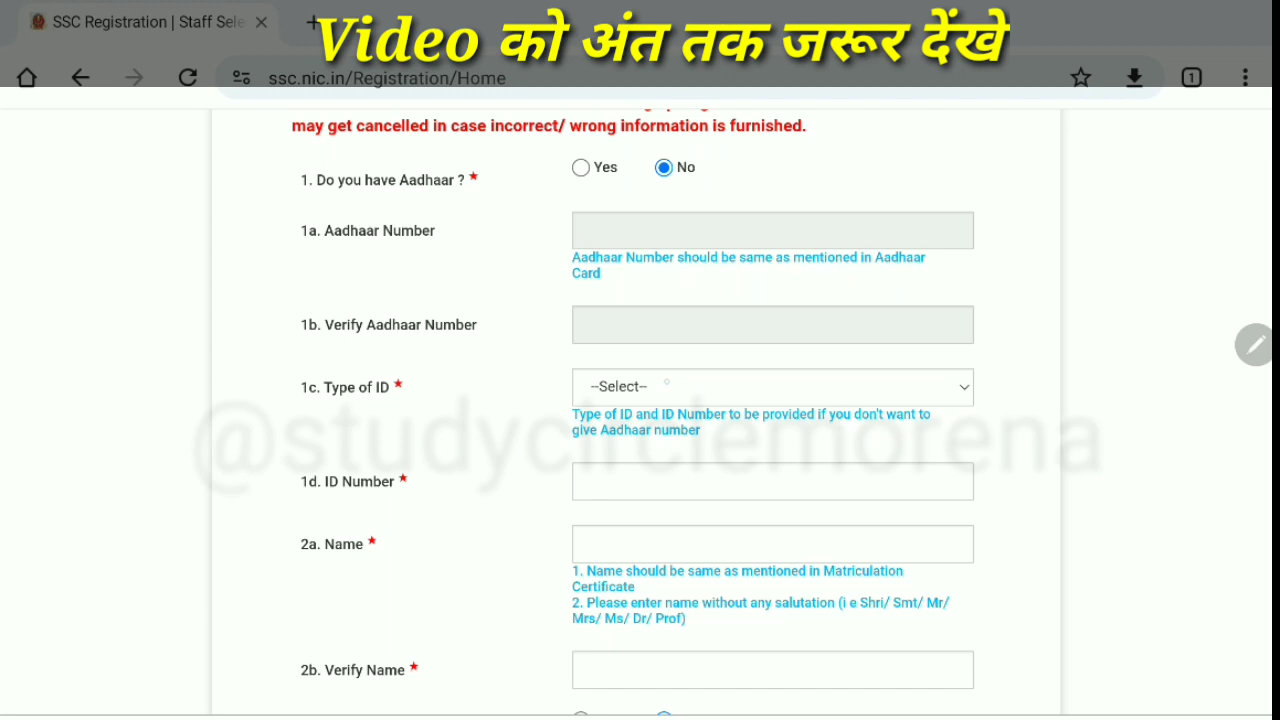 SSC Registration | Staff Sele
Video को अंत तक जरूर देंखे
ssc.nic.in/Registration/Home
1
may get cancelled in case incorrect/ wrong information is furnished.
1. Do you have Aadhaar ? *
Yes
No
1a. Aadhaar Number
Aadhaar Number should be same as mentioned in Aadhaar
Card
1b. Verify Aadhaar Number
1c. Type of ID *
--Select--
Type of ID and ID Number to be provided if you don't want to
give Aadhaar number
@studycirclemorena
1d. ID Number *
2a. Name *
1. Name should be same as mentioned in Matriculation
Certificate
2. Please enter name without any salutation (i e Shri/ Smt/ Mr/
Mrs/ Ms/ Dr/ Prof)
2b. Verify Name *